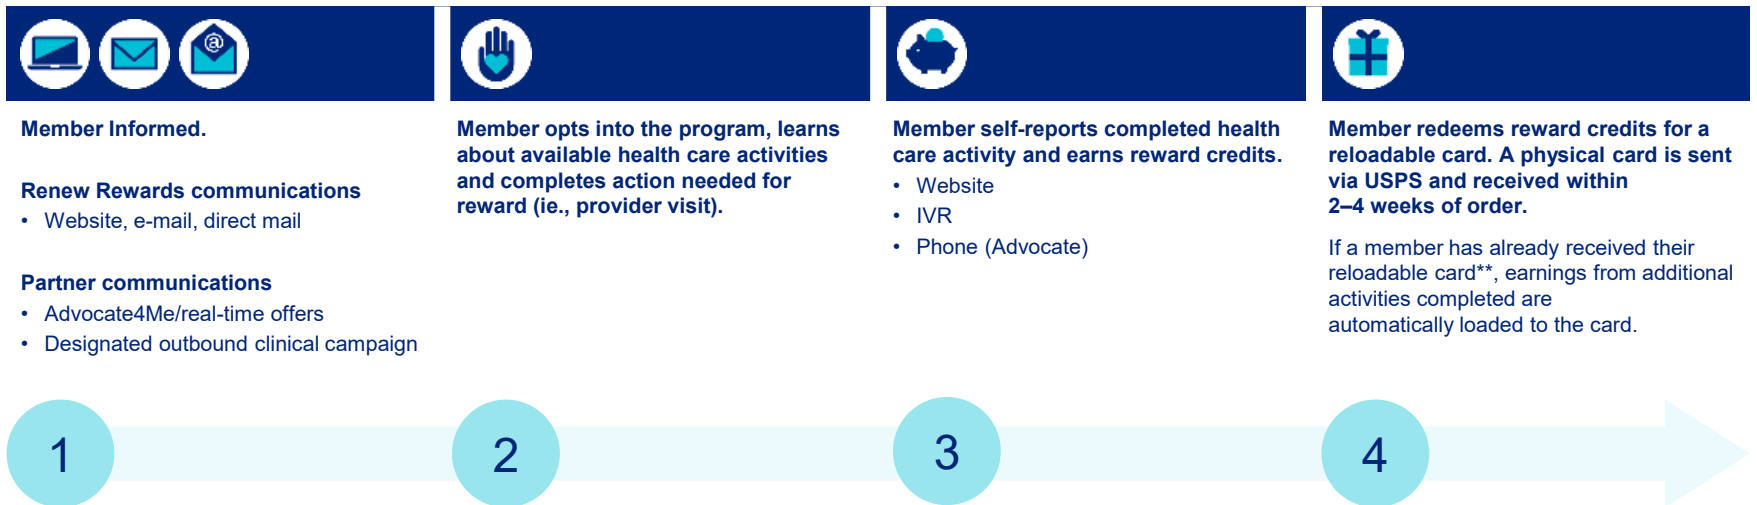 @
Member Informed.
Renew Rewards communications
• Website, e-mail, direct mail
Partner communications
• Advocate4Me/real-time offers
• Designated outbound clinical campaign
Member opts into the program, learns
about available health care activities
and completes action needed for
reward (ie., provider visit).
Member self-reports completed health
care activity and earns reward credits.
• Website
• IVR
• Phone (Advocate)
Member redeems reward credits for a
reloadable card. A physical card is sent
via USPS and received within
2–4 weeks of order.
If a member has already received their
reloadable card**, earnings from additional
activities completed are
automatically loaded to the card.
1
2
3
4